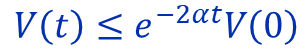 V(t) ≤ e^{-2αt}V(0)